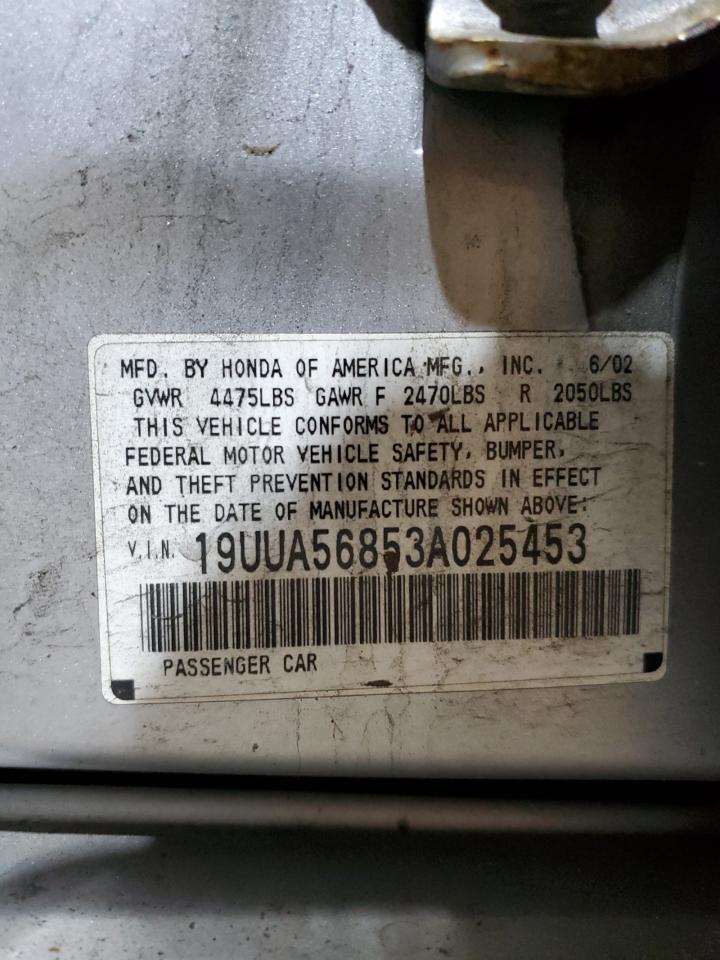 MFD. BY HONDA OF AMERICA MFG., INC. 6/02
GVWR 4475LBS GAWR F 2470LBS R 2050LBS
THIS VEHICLE CONFORMS TO ALL APPLICABLE
FEDERAL MOTOR VEHICLE SAFETY, BUMPER,
AND THEFT PREVENTION STANDARDS IN EFFECT
ON THE DATE OF MANUFACTURE SHOWN ABOVE:
V.I.N. 19UUA56853A025453
PASSENGER CAR